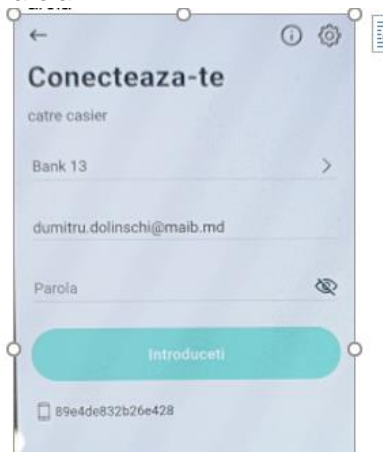 Conecteaza-te
catre casier
Bank 13
dumitru.dolinschi@maib.md
Parola
Introduceti
89e4de832b26e428